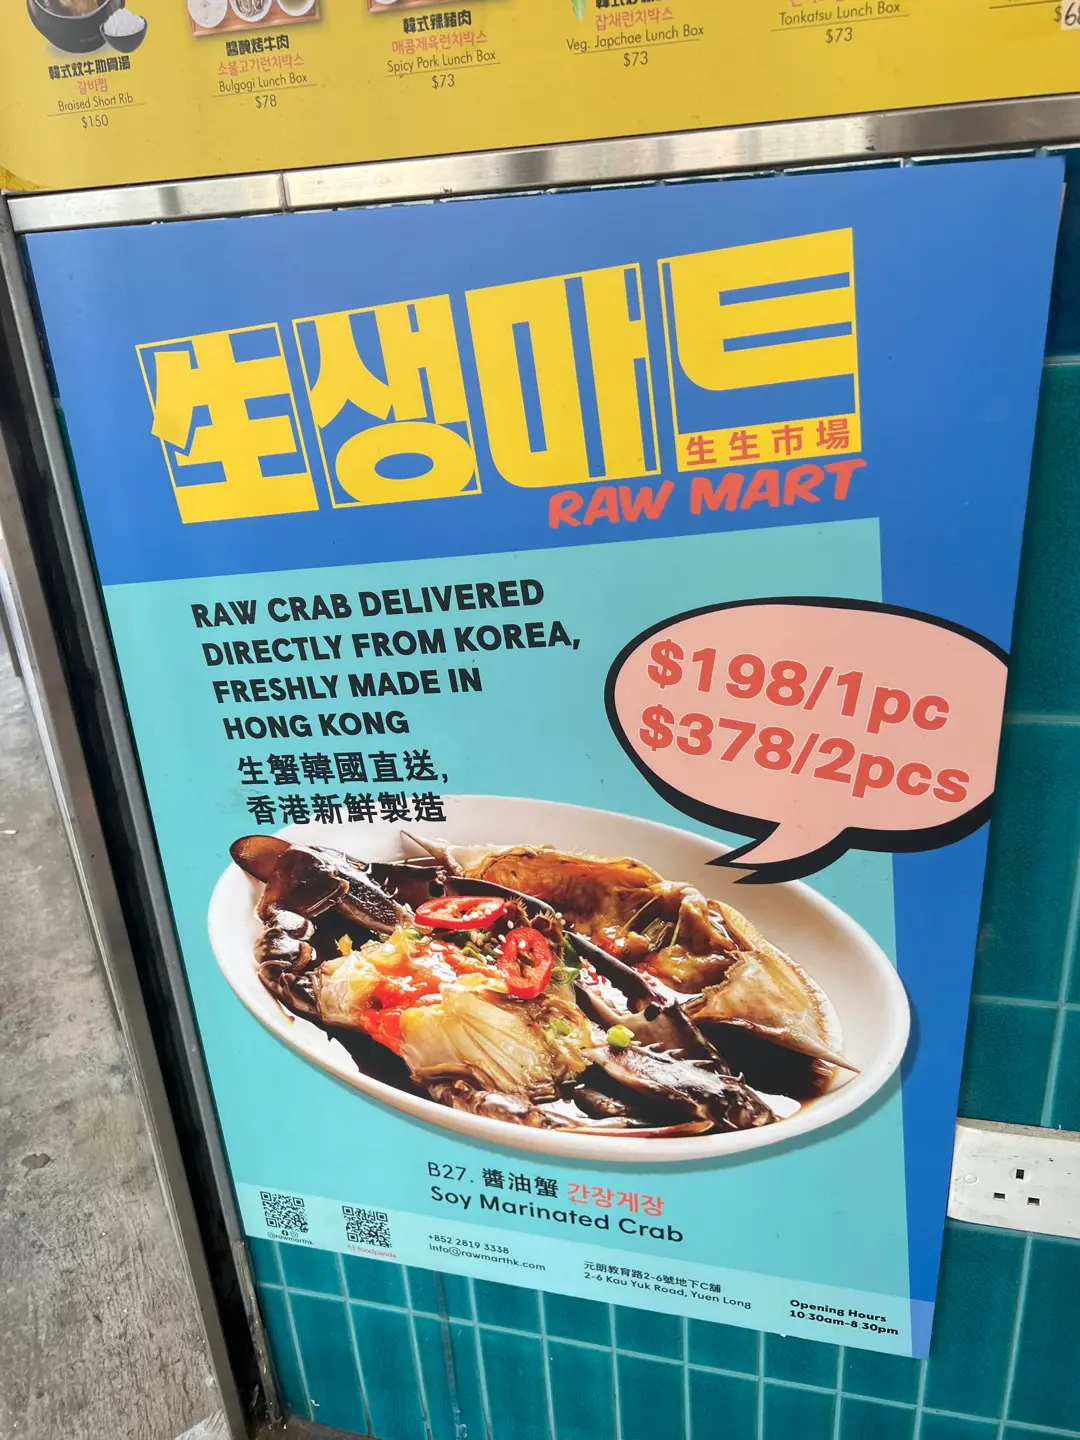 韓式炆牛肋骨湯
갈비찜
Braised Short Rib
$150
醬醃烤牛肉
소불고기런치박스
Bulgogi Lunch Box
$78
韓式辣豬肉
매콤제육런치박스
Spicy Pork Lunch Box
$73
잡채런치박스
Veg. Japchae Lunch Box
$73
Tonkatsu Lunch Box
$73
生생마트
生生市場
RAW MART
RAW CRAB DELIVERED
DIRECTLY FROM KOREA,
FRESHLY MADE IN
HONG KONG
生蟹韓國直送,
香港新鮮製造
$198/1pc
$378/2pcs
B27. 醬油蟹 간장게장
Soy Marinated Crab
@rawmarthk
foodpanda
+852 2819 3338
info@rawmarthk.com
元朗教育路2-6號地下C舖
2-6 Kau Yuk Road, Yuen Long
Opening Hours
10:30am-8:30pm